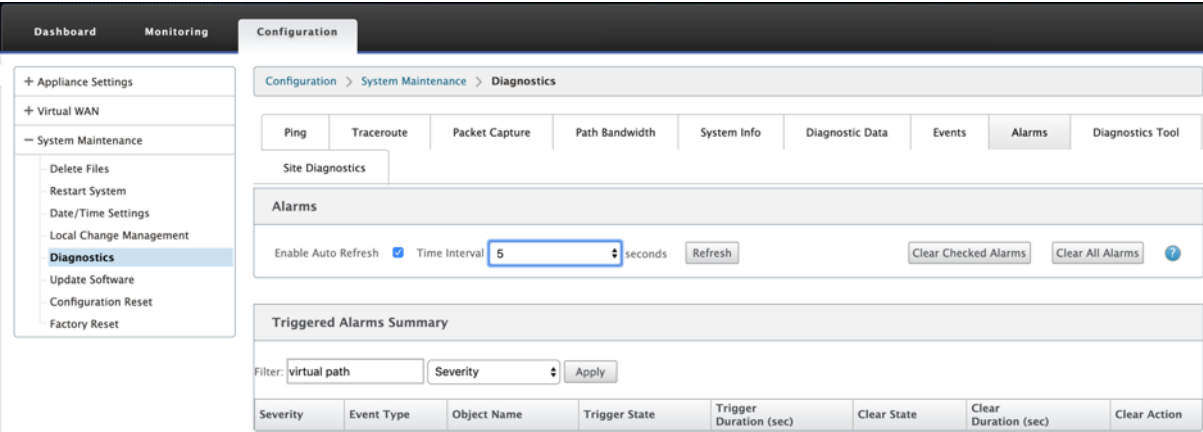 Dashboard Monitoring Configuration
+ Appliance Settings
+ Virtual WAN
− System Maintenance
Delete Files
Restart System
Date/Time Settings
Local Change Management
Diagnostics
Update Software
Configuration Reset
Factory Reset
Configuration > System Maintenance > Diagnostics
Ping Traceroute Packet Capture Path Bandwidth System Info Diagnostic Data Events Alarms Diagnostics Tool
Site Diagnostics
Alarms
Enable Auto Refresh Time Interval 5 seconds Refresh Clear Checked Alarms Clear All Alarms ?
Triggered Alarms Summary
Filter: virtual path Severity Apply
Severity Event Type Object Name Trigger State Trigger Duration (sec) Clear State Clear Duration (sec) Clear Action